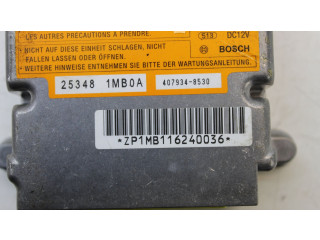 LES AUTRES PRECAUTIONS A PRENDRE
513 DC12V
NICHT AUF DIESE EINHEIT SCHLAGEN, NICHT
FALLEN LASSEN ODER ÖFFNEN.
BOSCH
• WEITERE HINWEISE ENTNEHMEN SIE BITTE DER WARTUNGSANLEITUNG.
25348 1MB0A 407934-8530
*ZP1MB116240036*